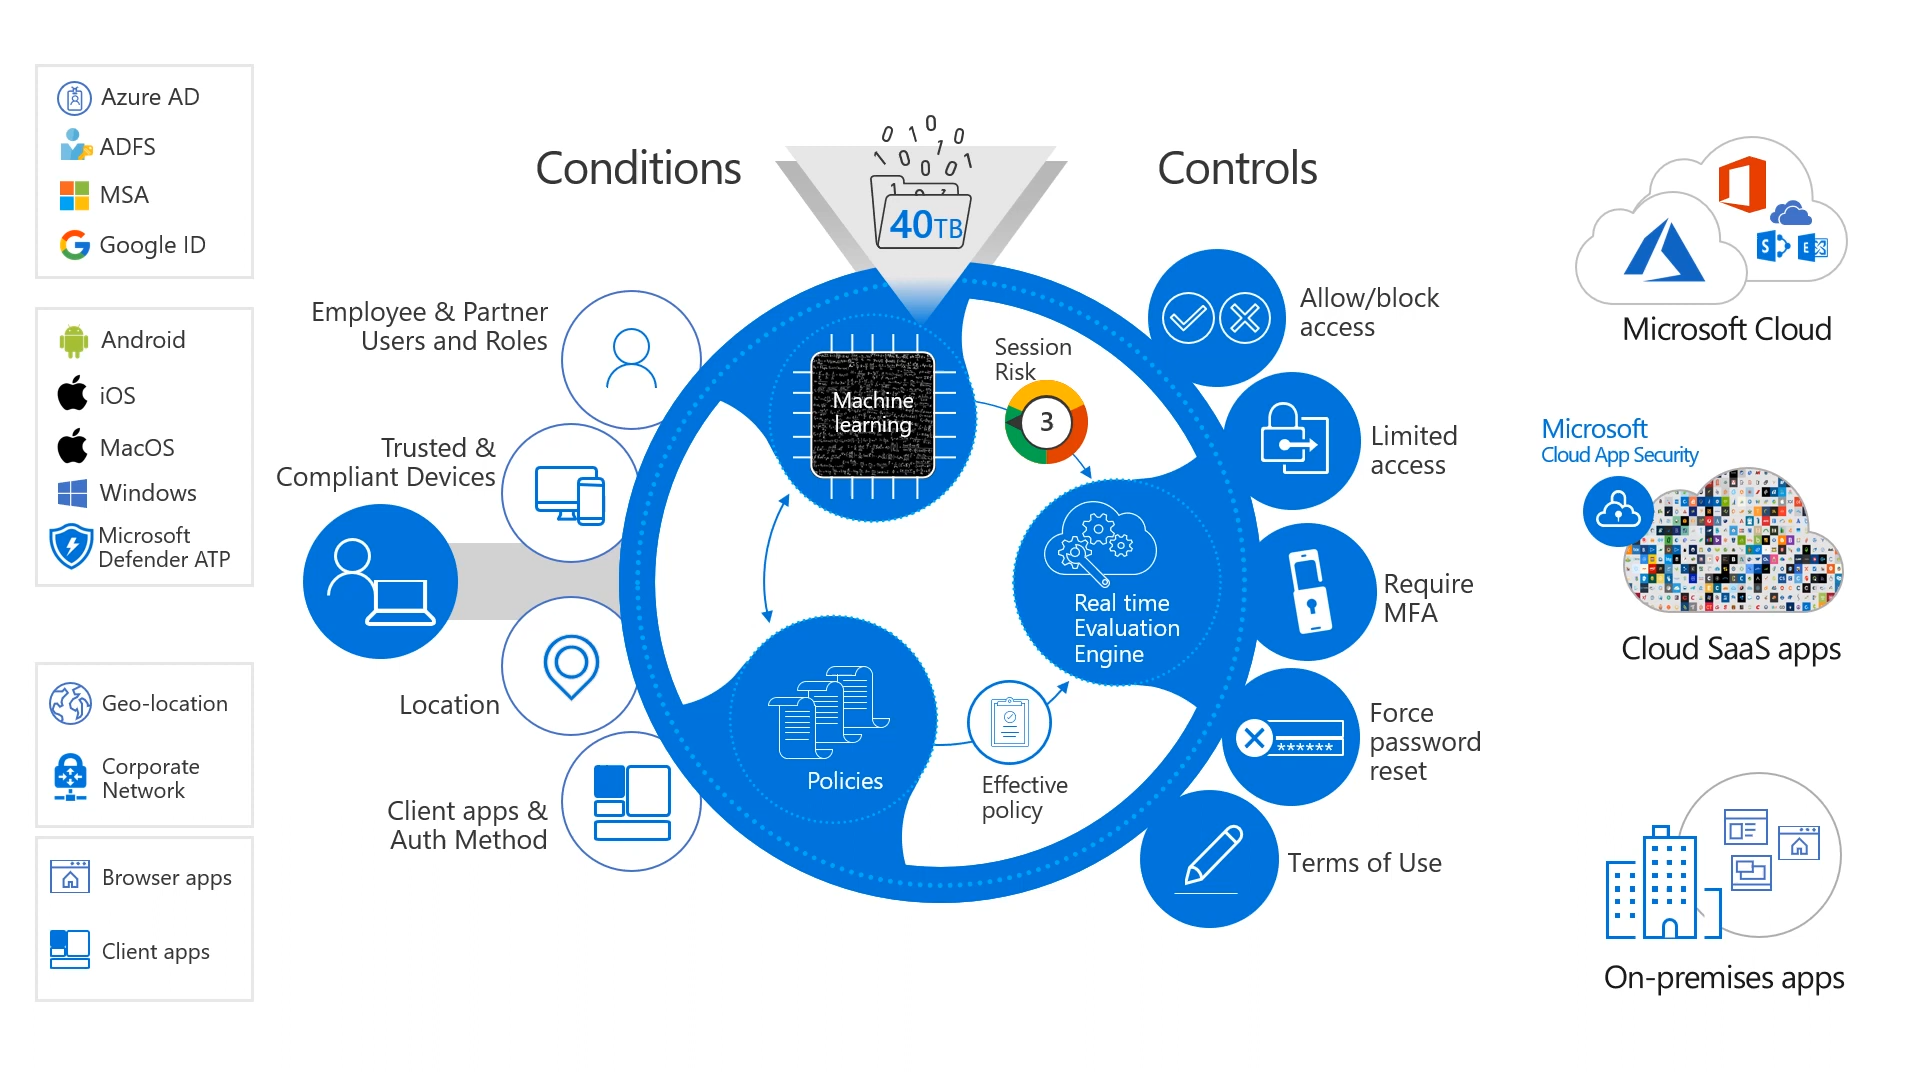 Azure AD
ADFS
MSA
Google ID
Android
iOS
MacOS
Windows
Microsoft
Defender ATP
Geo-location
Corporate
Network
Browser apps
Client apps
Conditions
Employee & Partner
Users and Roles
Trusted &
Compliant Devices
Location
Client apps &
Auth Method
40TB
Machine
learning
Session
Risk
3
Policies
Effective
policy
Real time
Evaluation
Engine
Controls
Allow/block
access
Limited
access
Require
MFA
Force
password
reset
******
Terms of Use
S
E
Microsoft Cloud
Microsoft
Cloud App Security
Cloud SaaS apps
On-premises apps